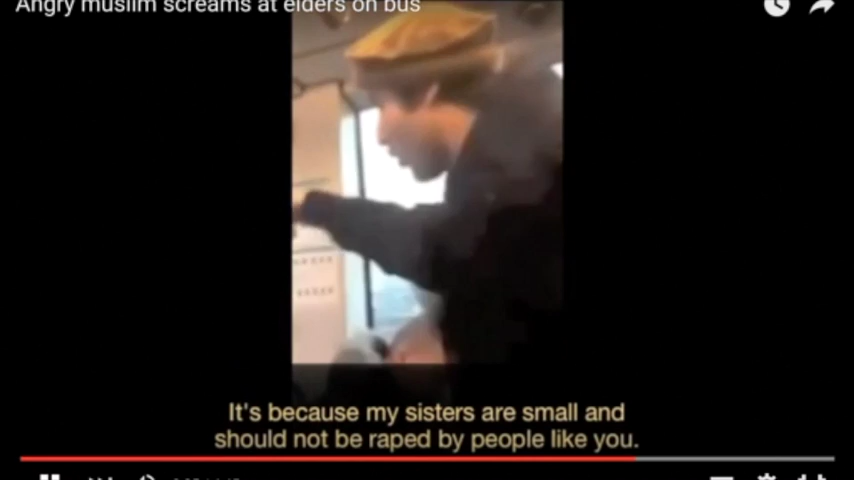 Angry muslim screams at elders on bus
It's because my sisters are small and
should not be raped by people like you.